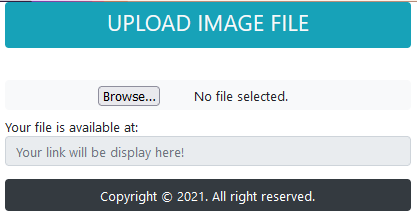 UPLOAD IMAGE FILE
Browse... No file selected.
Your file is available at:
Your link will be display here!
Copyright © 2021. All right reserved.